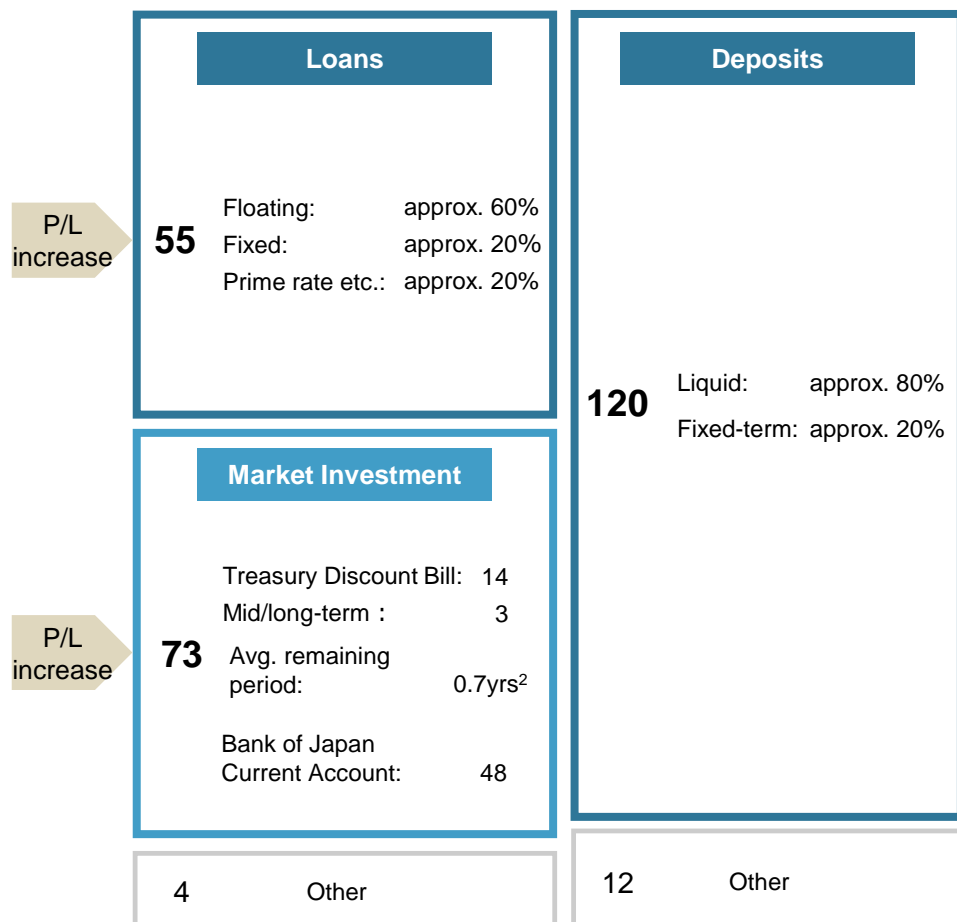 Loans
P/L
increase
55
Floating: approx. 60%
Fixed: approx. 20%
Prime rate etc.: approx. 20%
Market Investment
P/L
increase
73
Treasury Discount Bill: 14
Mid/long-term : 3
Avg. remaining
period: 0.7yrs²
Bank of Japan
Current Account: 48
4 Other
Deposits
120
Liquid: approx. 80%
Fixed-term: approx. 20%
12 Other